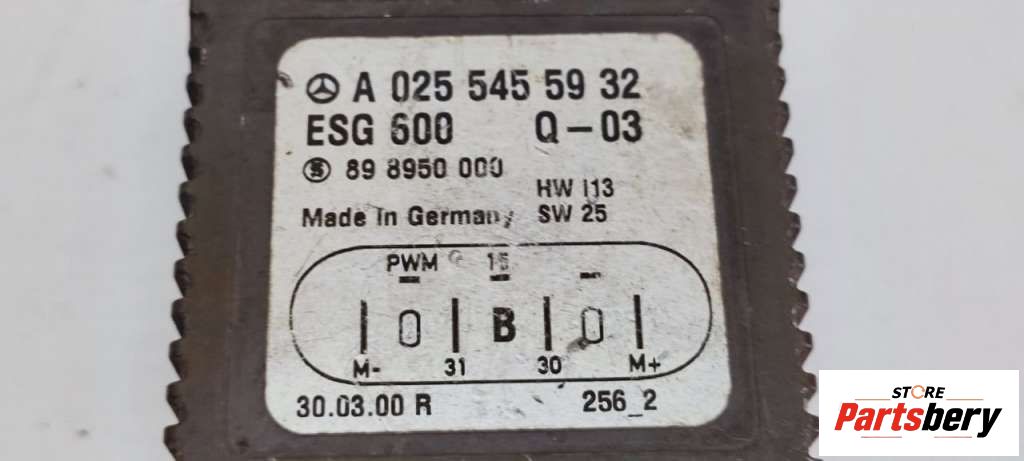 A 025 545 59 32
ESG 600 Q-03
89 8950 000
HW I13
Made In Germany SW 25
PWM 15
0 B 0
M- 31 30 M+
30.03.00 R 256_2
STORE
Partsbery